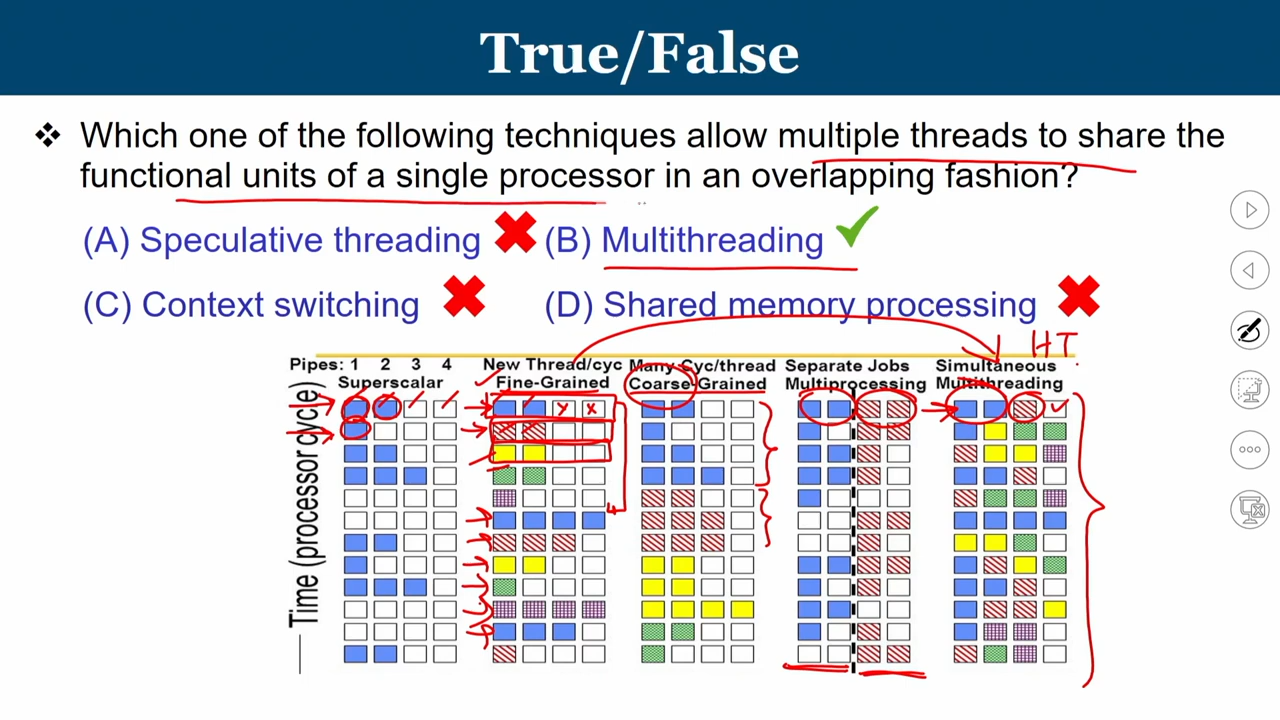 True/False
❖ Which one of the following techniques allow multiple threads to share the
functional units of a single processor in an overlapping fashion?
(A) Speculative threading (B) Multithreading
(C) Context switching (D) Shared memory processing
HT
Pipes: 1 2 3 4 New Thread/cyc Many Cyc/thread Separate Jobs Simultaneous
Superscalar Fine-Grained Coarse-Grained Multiprocessing Multithreading
Time (processor cycle)